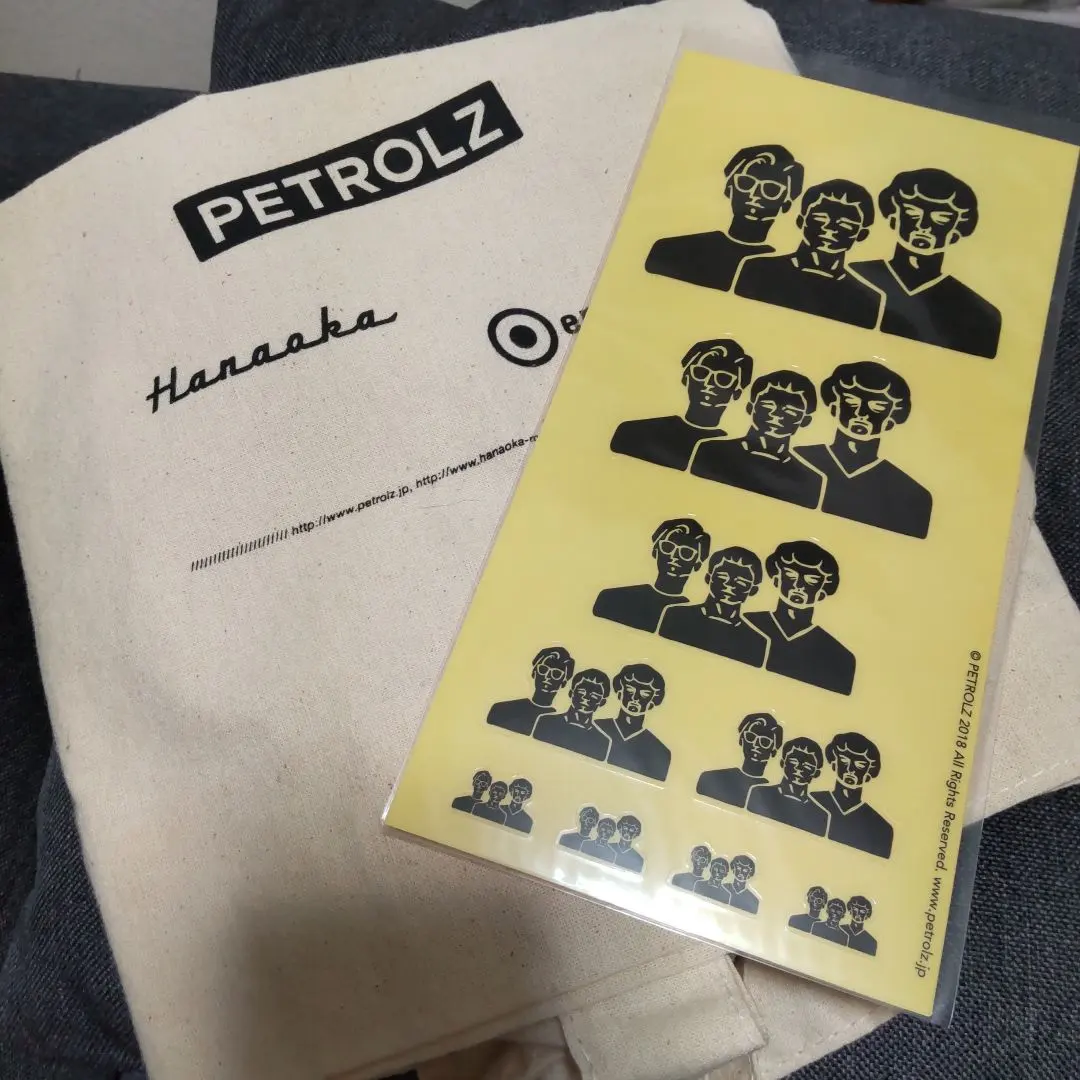 PETROLZ
Hanaoka
http://www.petrolz.jp, http://www.hanaoka-
© PETROLZ 2018 All Rights Reserved. www.petrolz.jp